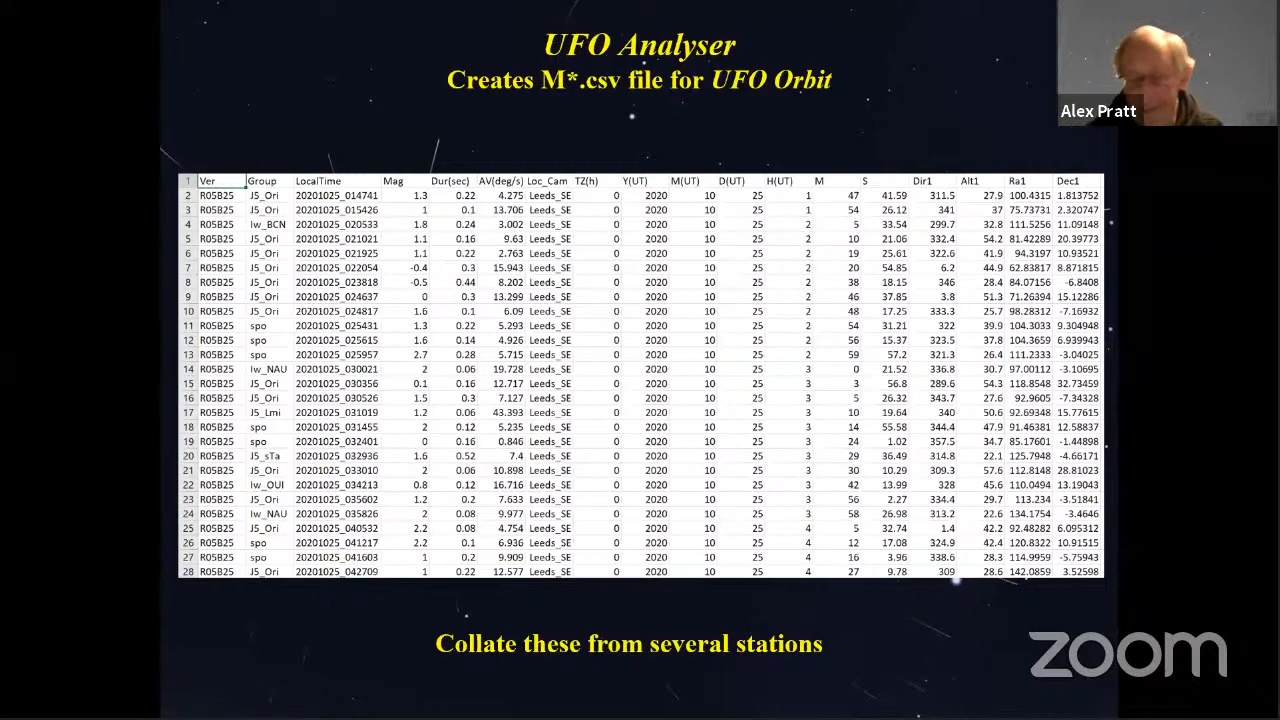 UFO Analyser
Creates M*.csv file for UFO Orbit
Alex Pratt
1 Ver Group LocalTime Mag Dur(sec) AV(deg/s) Loc_Cam TZ(h) Y(UT) M(UT) D(UT) H(UT) M S Dir1 Alt1 Ra1 Dec1
2 R05B25 J5_Ori 20201025_014741 1.3 0.22 4.275 Leeds_SE 0 2020 10 25 1 47 41.59 311.5 27.9 100.4315 1.813752
3 R05B25 J5_Ori 20201025_015426 1 0.1 13.706 Leeds_SE 0 2020 10 25 1 54 26.12 341 37 75.73731 2.320747
4 R05B25 Iw_BCN 20201025_020533 1.8 0.24 3.002 Leeds_SE 0 2020 10 25 2 5 33.54 299.7 32.8 111.5256 11.09148
5 R05B25 J5_Ori 20201025_021021 1.1 0.16 9.63 Leeds_SE 0 2020 10 25 2 10 21.06 332.4 54.2 81.42289 20.39773
6 R05B25 J5_Ori 20201025_021925 1.1 0.22 2.763 Leeds_SE 0 2020 10 25 2 19 25.61 322.6 41.9 94.3197 10.93521
7 R05B25 J5_Ori 20201025_022054 -0.4 0.3 15.943 Leeds_SE 0 2020 10 25 2 20 54.85 6.2 44.9 62.83817 8.871815
8 R05B25 J5_Ori 20201025_023818 -0.5 0.44 8.202 Leeds_SE 0 2020 10 25 2 38 18.15 346 28.4 84.07156 -6.8408
9 R05B25 J5_Ori 20201025_024637 0 0.3 13.299 Leeds_SE 0 2020 10 25 2 46 37.85 3.8 51.3 71.26394 15.12286
10 R05B25 J5_Ori 20201025_024817 1.6 0.1 6.09 Leeds_SE 0 2020 10 25 2 48 17.25 333.3 25.7 98.28312 -7.16932
11 R05B25 spo 20201025_025431 1.3 0.22 5.293 Leeds_SE 0 2020 10 25 2 54 31.21 322 39.9 104.3033 9.304948
12 R05B25 spo 20201025_025615 1.6 0.14 4.926 Leeds_SE 0 2020 10 25 2 56 15.37 323.5 37.8 104.3659 6.939943
13 R05B25 spo 20201025_025957 2.7 0.28 5.715 Leeds_SE 0 2020 10 25 2 59 57.2 321.3 26.4 111.2333 -3.04025
14 R05B25 Iw_NAU 20201025_030021 2 0.06 19.728 Leeds_SE 0 2020 10 25 3 0 21.52 336.8 30.7 97.00112 -3.10695
15 R05B25 J5_Ori 20201025_030356 0.1 0.16 12.717 Leeds_SE 0 2020 10 25 3 3 56.8 289.6 54.3 118.8548 32.73459
16 R05B25 J5_Ori 20201025_030526 1.5 0.3 7.127 Leeds_SE 0 2020 10 25 3 5 26.32 343.7 27.6 92.9605 -7.34328
17 R05B25 J5_Lmi 20201025_031019 1.2 0.06 43.393 Leeds_SE 0 2020 10 25 3 10 19.64 340 50.6 92.69348 15.77615
18 R05B25 spo 20201025_031455 2 0.12 5.235 Leeds_SE 0 2020 10 25 3 14 55.58 344.4 47.9 91.46381 12.58837
19 R05B25 spo 20201025_032401 0 0.16 0.846 Leeds_SE 0 2020 10 25 3 24 1.02 357.5 34.7 85.17601 -1.44898
20 R05B25 J5_sTa 20201025_032936 1.6 0.52 7.4 Leeds_SE 0 2020 10 25 3 29 36.49 314.8 22.1 125.7948 -4.66171
21 R05B25 J5_Ori 20201025_033010 2 0.06 10.898 Leeds_SE 0 2020 10 25 3 30 10.29 309.3 57.6 112.8148 28.81023
22 R05B25 Iw_OUI 20201025_034213 0.8 0.12 16.716 Leeds_SE 0 2020 10 25 3 42 13.99 328 45.6 110.0494 13.19043
23 R05B25 J5_Ori 20201025_035602 1.2 0.2 7.633 Leeds_SE 0 2020 10 25 3 56 2.27 334.4 29.7 113.234 -3.51841
24 R05B25 Iw_NAU 20201025_035826 2 0.08 9.977 Leeds_SE 0 2020 10 25 3 58 26.98 313.2 22.6 134.1754 -3.4646
25 R05B25 J5_Ori 20201025_040532 2.2 0.08 4.754 Leeds_SE 0 2020 10 25 4 5 32.74 1.4 42.2 92.48282 6.095312
26 R05B25 spo 20201025_041217 2.2 0.1 6.936 Leeds_SE 0 2020 10 25 4 12 17.08 324.9 42.4 120.8322 10.91515
27 R05B25 spo 20201025_041603 1 0.2 9.909 Leeds_SE 0 2020 10 25 4 16 3.96 338.6 28.3 114.9959 -5.75943
28 R05B25 J5_Ori 20201025_042709 1 0.22 12.577 Leeds_SE 0 2020 10 25 4 27 9.78 309 28.6 142.0859 3.52598
Collate these from several stations
zoom